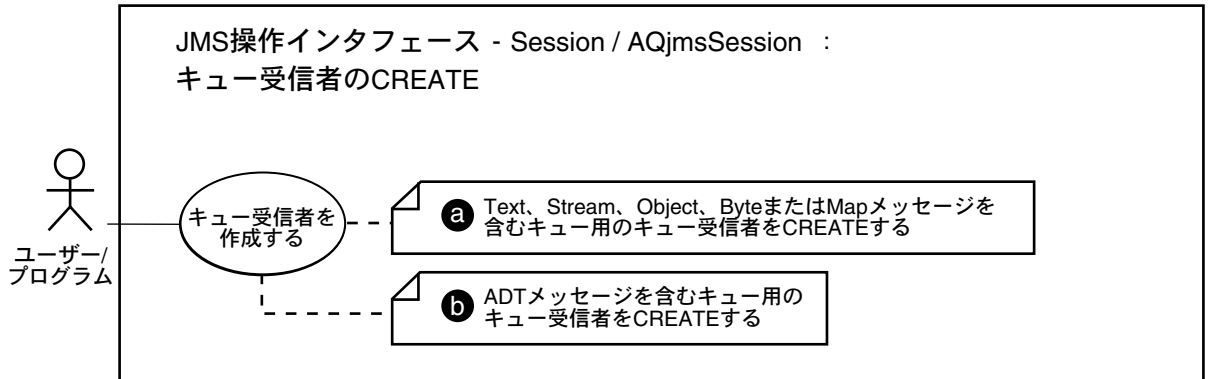 JMS操作インタフェース - Session / AQjmsSession :
キュー受信者のCREATE
ユーザー/
プログラム
キュー受信者を
作成する
a Text、Stream、Object、ByteまたはMapメッセージを
含むキュー用のキュー受信者をCREATEする
b ADTメッセージを含むキュー用の
キュー受信者をCREATEする